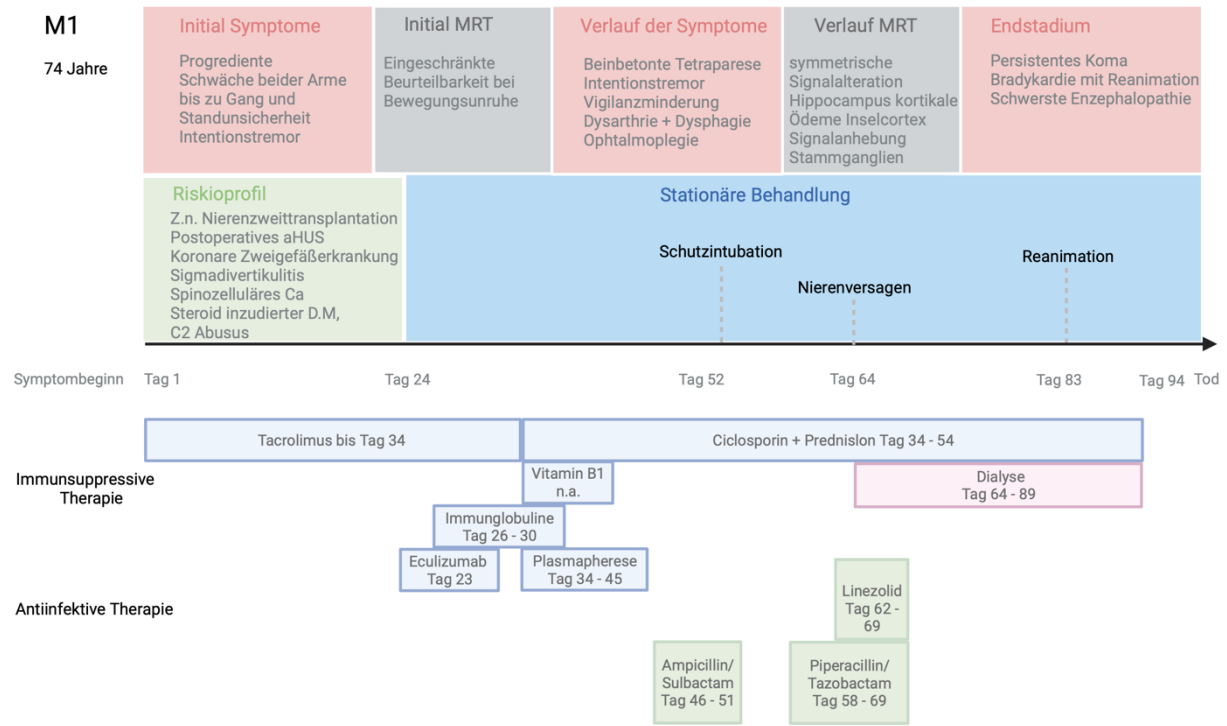 M1
74 Jahre
Initial Symptome
Progrediente
Schwäche beider Arme
bis zu Gang und
Standunsicherheit
Intentionstremor
Initial MRT
Eingeschränkte
Beurteilbarkeit bei
Bewegungsunruhe
Verlauf der Symptome
Beinbetonte Tetraparese
Intentionstremor
Vigilanzminderung
Dysarthrie + Dysphagie
Ophtalmoplegie
Verlauf MRT
symmetrische
Signalalteration
Hippocampus kortikale
Ödeme Inselcortex
Signalanhebung
Stammganglien
Endstadium
Persistentes Koma
Bradykardie mit Reanimation
Schwerste Enzephalopathie
Riskioprofil
Z.n. Nierenzweittransplantation
Postoperatives aHUS
Koronare Zweigefäßerkrankung
Sigmadivertikulitis
Spinozelluläres Ca
Steroid inzudierter D.M,
C2 Abusus
Stationäre Behandlung
Schutzintubation
Nierenversagen
Reanimation
Symptombeginn Tag 1 Tag 24 Tag 52 Tag 64 Tag 83 Tag 94 Tod
Immunsuppressive
Therapie
Tacrolimus bis Tag 34
Ciclosporin + Prednislon Tag 34 - 54
Vitamin B1
n.a.
Dialyse
Tag 64 - 89
Immunglobuline
Tag 26 - 30
Eculizumab
Tag 23
Plasmapherese
Tag 34 - 45
Antiinfektive Therapie
Linezolid
Tag 62 -
69
Ampicillin/
Sulbactam
Tag 46 - 51
Piperacillin/
Tazobactam
Tag 58 - 69